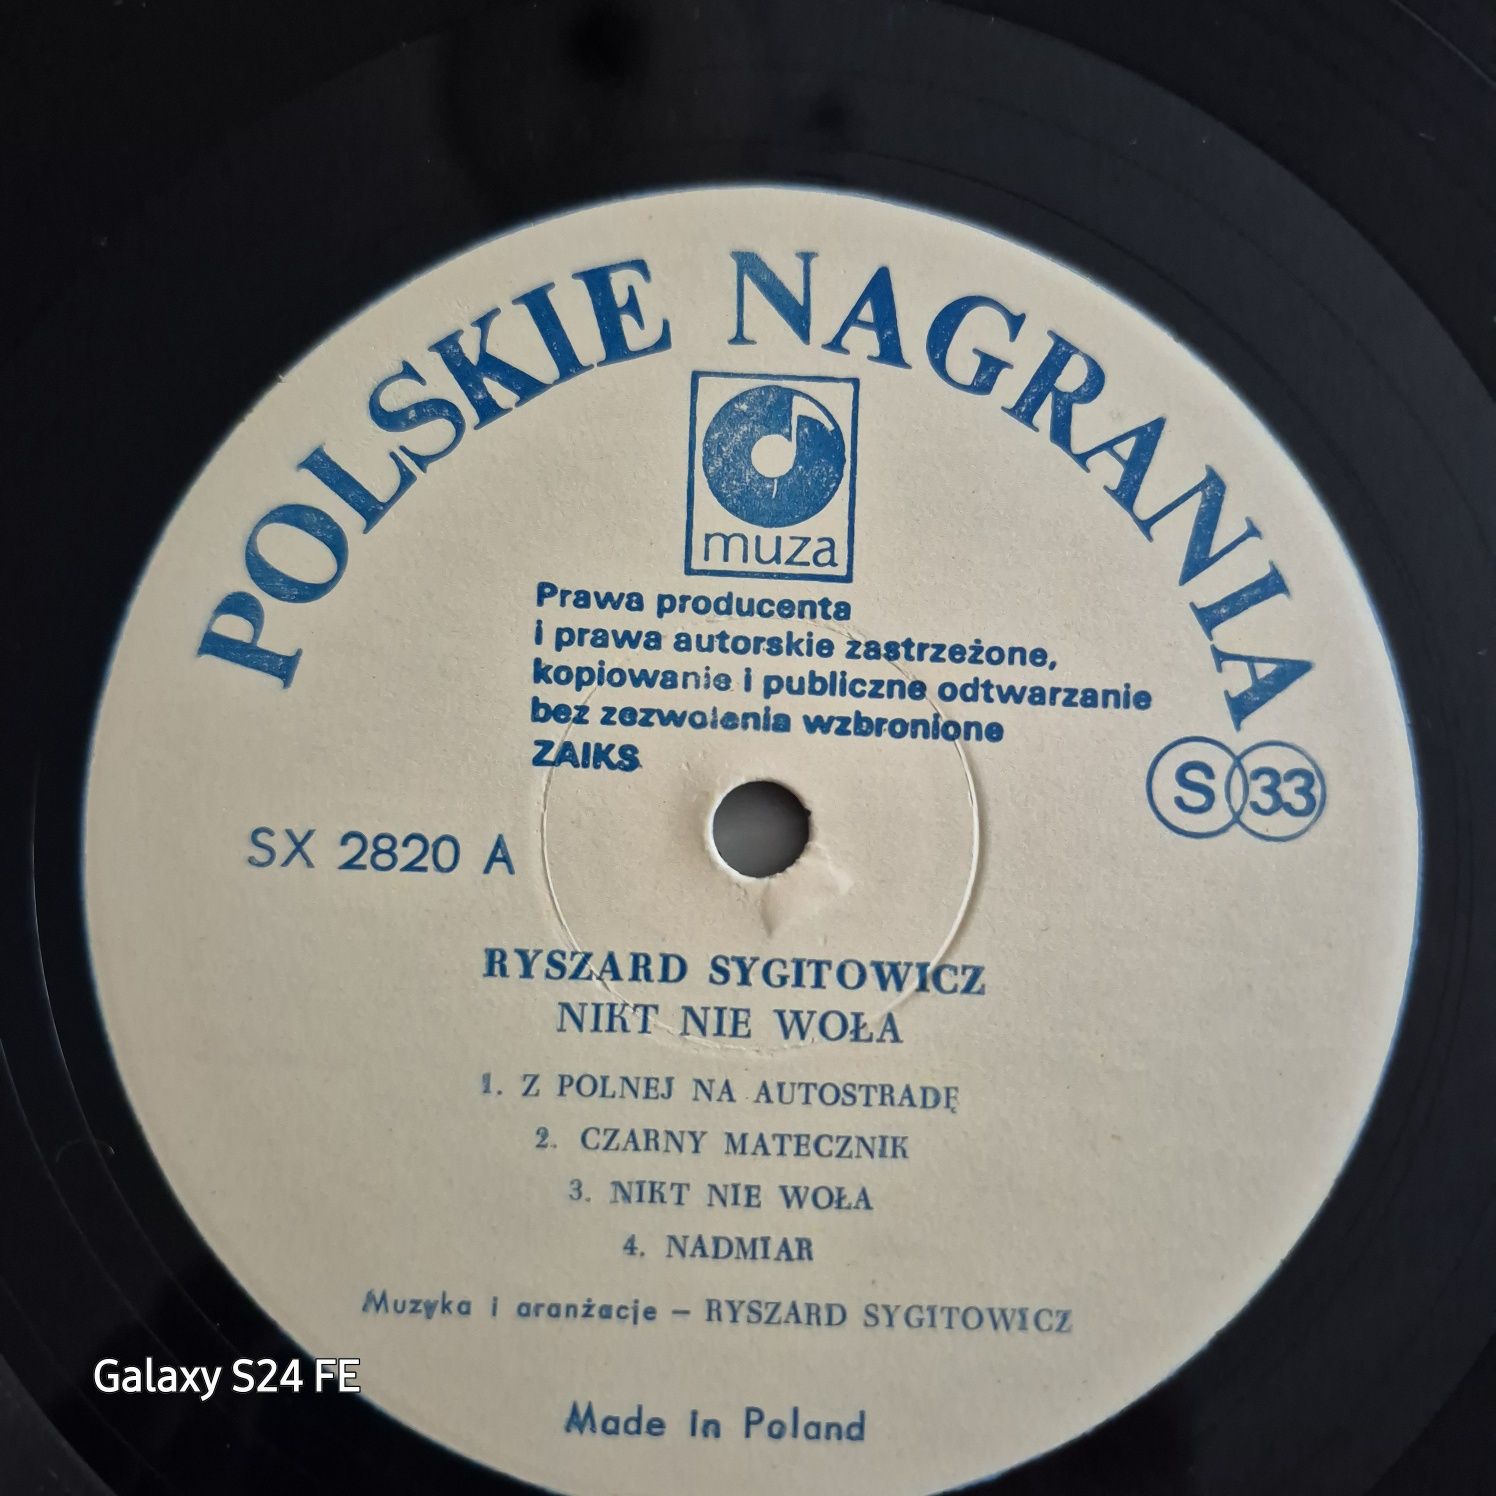 POLSKIE NAGRANIA
muza
Prawa producenta
i prawa autorskie zastrzeżone,
kopiowanie i publiczne odtwarzanie
bez zezwolenia wzbronione
ZAIKS
S 33
SX 2820 A
RYSZARD SYGITOWICZ
NIKT NIE WOŁA
1. Z POLNEJ NA AUTOSTRADĘ
2. CZARNY MATECZNIK
3. NIKT NIE WOŁA
4. NADMIAR
Muzyka i aranżacje – RYSZARD SYGITOWICZ
Galaxy S24 FE
Made in Poland